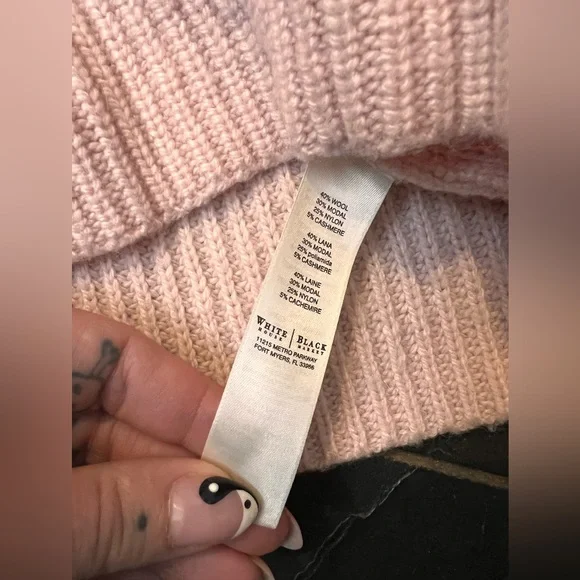 40% WOOL
30% MODAL
25% NYLON
5% CASHMERE
40% LANA
30% MODAL
25% poliamida
5% CASHMERE
40% LAINE
30% MODAL
25% NYLON
5% CACHEMIRE
WHITE BLACK
HOUSE MARKET
11215 METRO PARKWAY
FORT MYERS, FL 33966